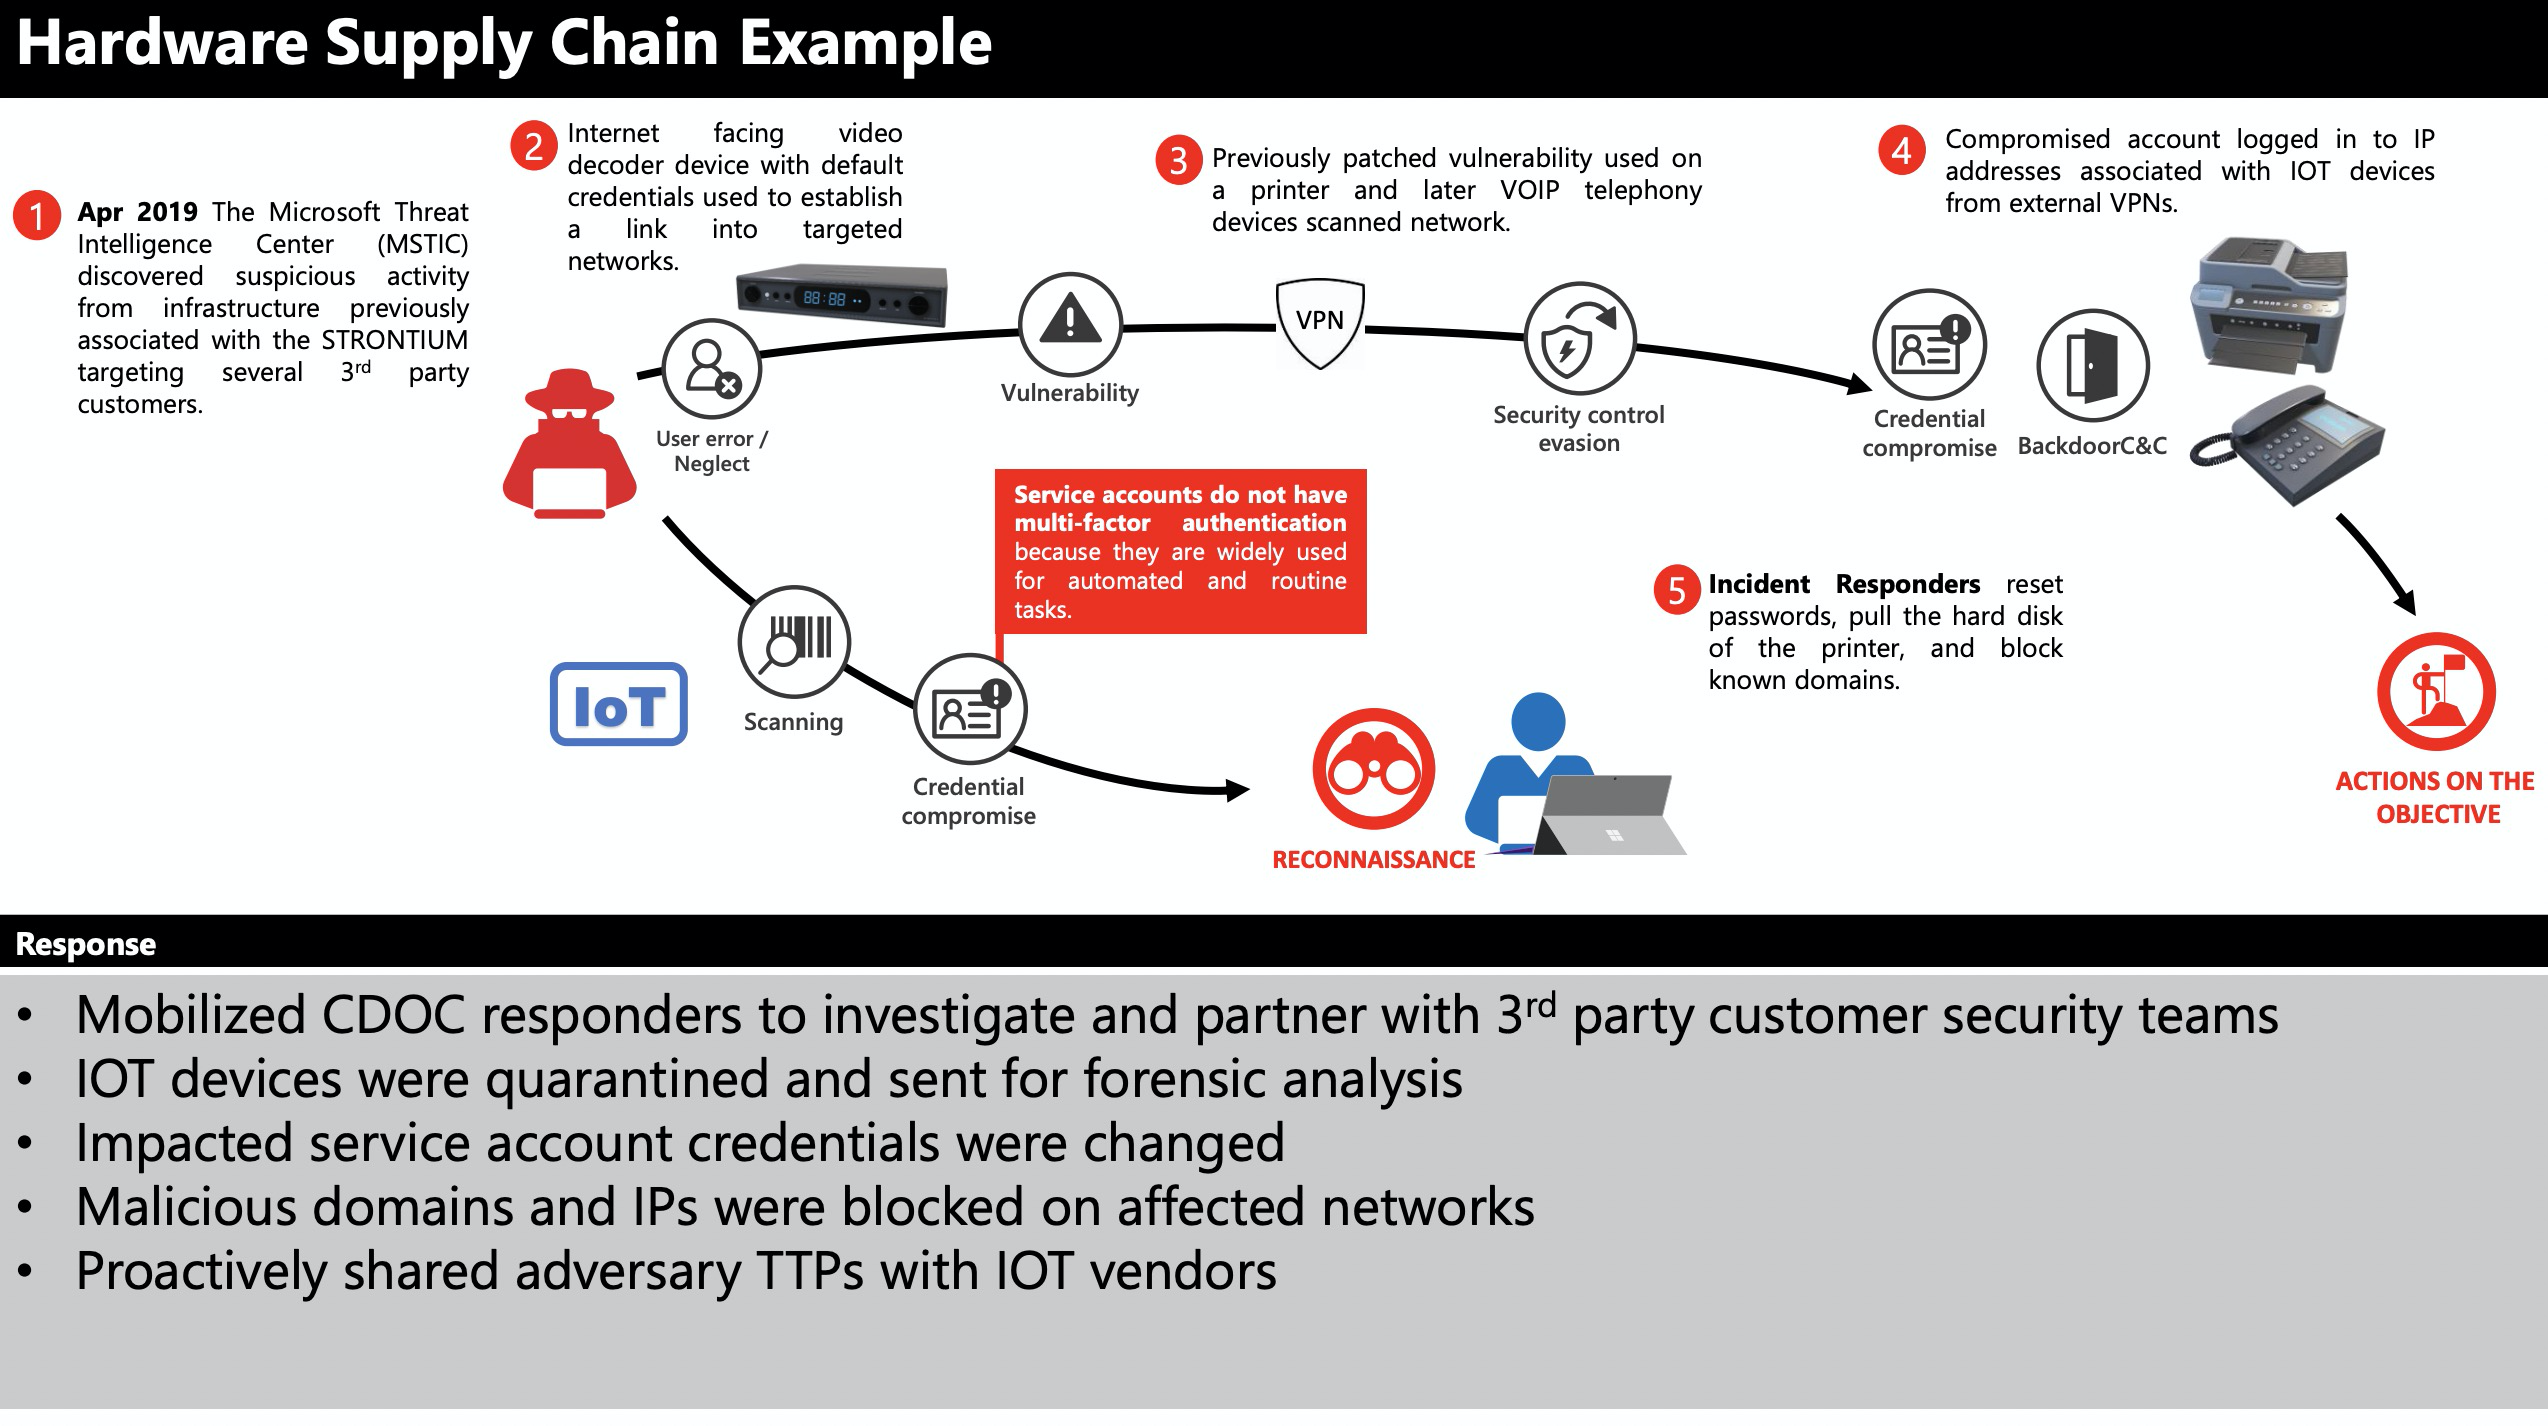 Hardware Supply Chain Example
1
Apr 2019 The Microsoft Threat
Intelligence Center (MSTIC)
discovered suspicious activity
from infrastructure previously
associated with the STRONTIUM
targeting several 3rd party
customers.
2
Internet facing video
decoder device with default
credentials used to establish
a link into targeted
networks.
3
Previously patched vulnerability used on
a printer and later VOIP telephony
devices scanned network.
4
Compromised account logged in to IP
addresses associated with IOT devices
from external VPNs.
88:88
User error /
Neglect
Vulnerability
VPN
Security control
evasion
Credential
compromise
BackdoorC&C
Service accounts do not have
multi-factor authentication
because they are widely used
for automated and routine
tasks.
5
Incident Responders reset
passwords, pull the hard disk
of the printer, and block
known domains.
IoT
Scanning
Credential
compromise
RECONNAISSANCE
ACTIONS ON THE
OBJECTIVE
Response
• Mobilized CDOC responders to investigate and partner with 3rd party customer security teams
• IOT devices were quarantined and sent for forensic analysis
• Impacted service account credentials were changed
• Malicious domains and IPs were blocked on affected networks
• Proactively shared adversary TTPs with IOT vendors